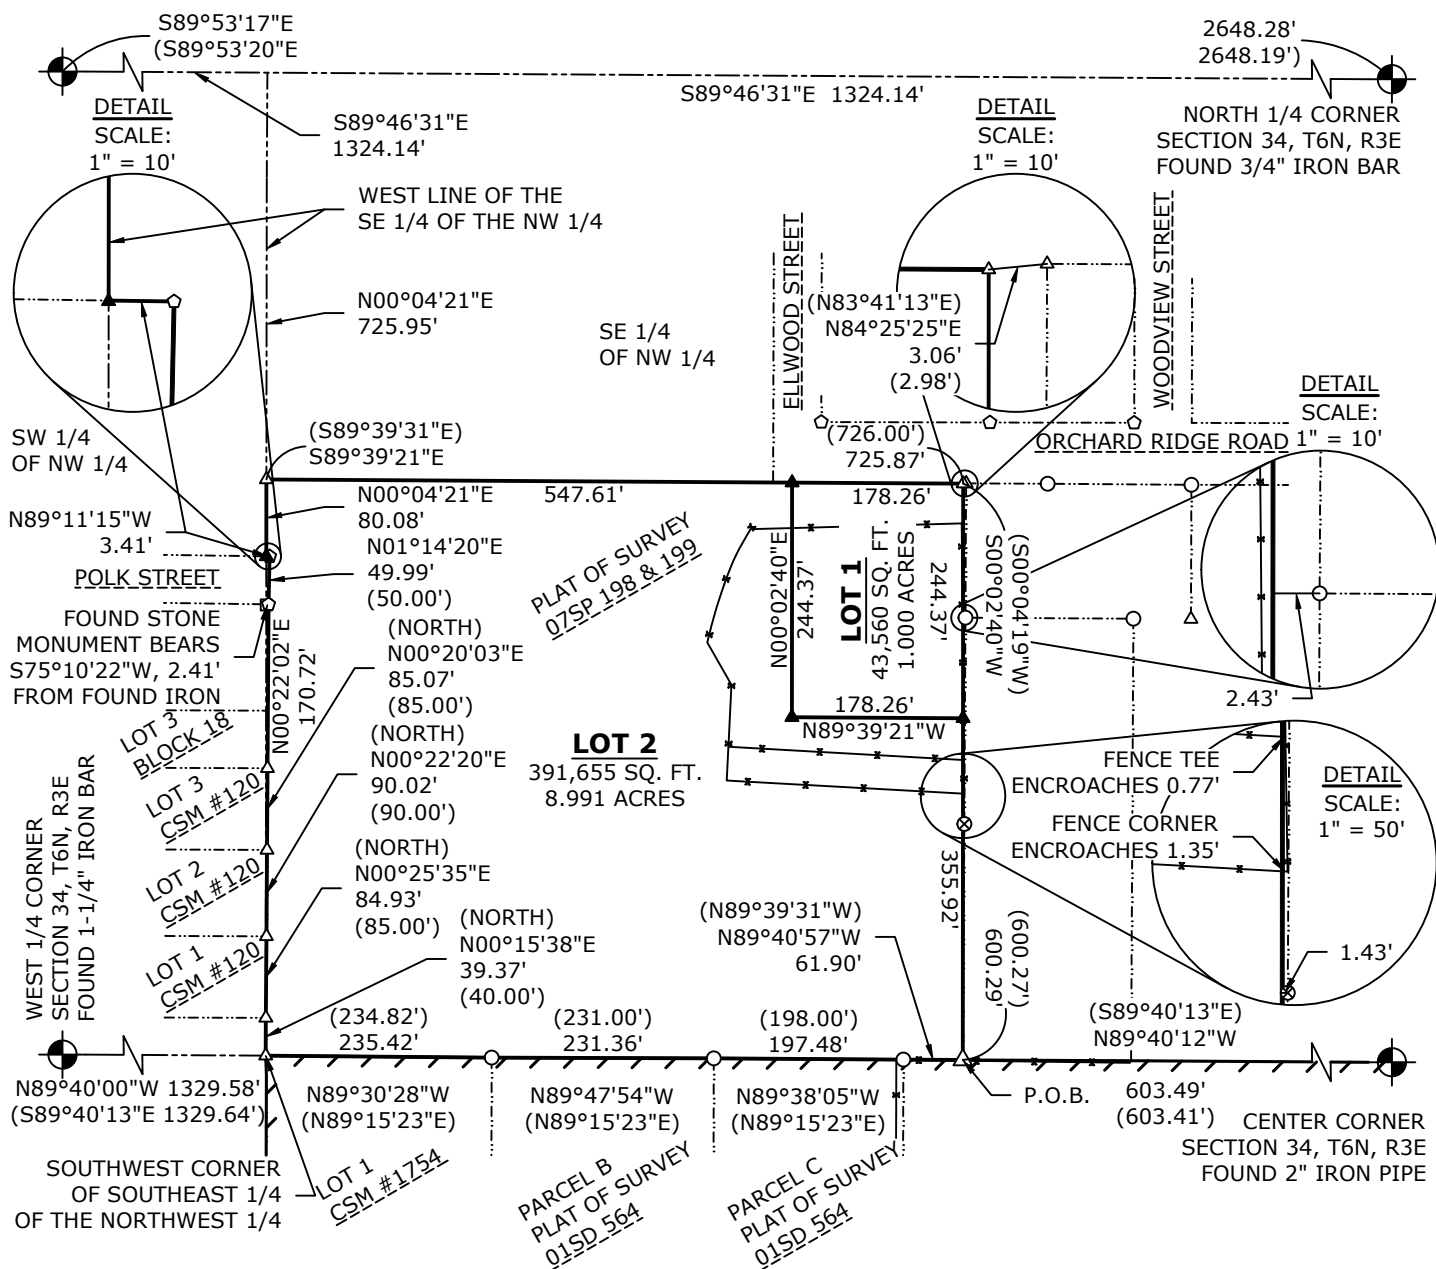 S89°53'17"E
(S89°53'20"E
2648.28'
2648.19')
S89°46'31"E 1324.14'
DETAIL
SCALE:
1" = 10'
S89°46'31"E
1324.14'
DETAIL
SCALE:
1" = 10'
NORTH 1/4 CORNER
SECTION 34, T6N, R3E
FOUND 3/4" IRON BAR
WEST LINE OF THE
SE 1/4 OF THE NW 1/4
ELLWOOD STREET
WOODVIEW STREET
N00°04'21"E
725.95'
SE 1/4
OF NW 1/4
(N83°41'13"E)
N84°25'25"E
3.06'
(2.98')
DETAIL
SCALE:
1" = 10'
SW 1/4
OF NW 1/4
(S89°39'31"E)
S89°39'21"E
(726.00')
725.87'
ORCHARD RIDGE ROAD
547.61'
178.26'
N00°04'21"E
80.08'
N89°11'15"W
3.41'
N01°14'20"E
49.99'
(50.00')
POLK STREET
PLAT OF SURVEY
07SP 198 & 199
N00°02'40"E
244.37'
LOT 1
43,560 SQ. FT.
1.000 ACRES
244.37'
S00°02'40"W
(S00°04'19"W)
FOUND STONE
MONUMENT BEARS
S75°10'22"W, 2.41'
FROM FOUND IRON
N00°22'02"E
170.72'
(NORTH)
N00°20'03"E
85.07'
(85.00')
2.43'
178.26'
N89°39'21"W
LOT 3
BLOCK 18
(NORTH)
N00°22'20"E
90.02'
(90.00')
LOT 2
391,655 SQ. FT.
8.991 ACRES
FENCE TEE
ENCROACHES 0.77'
DETAIL
SCALE:
1" = 50'
FENCE CORNER
ENCROACHES 1.35'
LOT 3
CSM #120
WEST 1/4 CORNER
SECTION 34, T6N, R3E
FOUND 1-1/4" IRON BAR
LOT 2
CSM #120
(NORTH)
N00°25'35"E
84.93'
(85.00')
355.92'
LOT 1
CSM #120
(NORTH)
N00°15'38"E
39.37'
(40.00')
(N89°39'31"W)
N89°40'57"W
61.90'
(600.27')
600.29'
1.43'
(S89°40'13"E)
N89°40'12"W
(234.82')
235.42'
(231.00')
231.36'
(198.00')
197.48'
N89°40'00"W 1329.58'
(S89°40'13"E 1329.64')
N89°30'28"W
(N89°15'23"E)
N89°47'54"W
(N89°15'23"E)
N89°38'05"W
(N89°15'23"E)
P.O.B.
603.49'
(603.41')
CENTER CORNER
SECTION 34, T6N, R3E
FOUND 2" IRON PIPE
SOUTHWEST CORNER
OF SOUTHEAST 1/4
OF THE NORTHWEST 1/4
LOT 1
CSM #1754
PARCEL B
PLAT OF SURVEY
01SD 564
PARCEL C
PLAT OF SURVEY
01SD 564